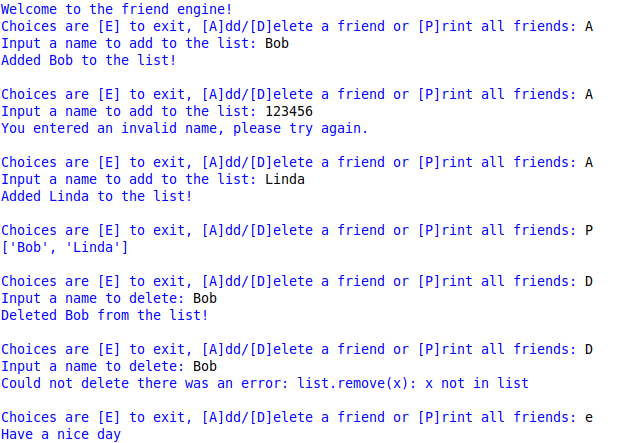 Welcome to the friend engine!
Choices are [E] to exit, [A]dd/[D]elete a friend or [P]rint all friends: A
Input a name to add to the list: Bob
Added Bob to the list!
Choices are [E] to exit, [A]dd/[D]elete a friend or [P]rint all friends: A
Input a name to add to the list: 123456
You entered an invalid name, please try again.
Choices are [E] to exit, [A]dd/[D]elete a friend or [P]rint all friends: A
Input a name to add to the list: Linda
Added Linda to the list!
Choices are [E] to exit, [A]dd/[D]elete a friend or [P]rint all friends: P
['Bob', 'Linda']
Choices are [E] to exit, [A]dd/[D]elete a friend or [P]rint all friends: D
Input a name to delete: Bob
Deleted Bob from the list!
Choices are [E] to exit, [A]dd/[D]elete a friend or [P]rint all friends: D
Input a name to delete: Bob
Could not delete there was an error: list.remove(x): x not in list
Choices are [E] to exit, [A]dd/[D]elete a friend or [P]rint all friends: e
Have a nice day